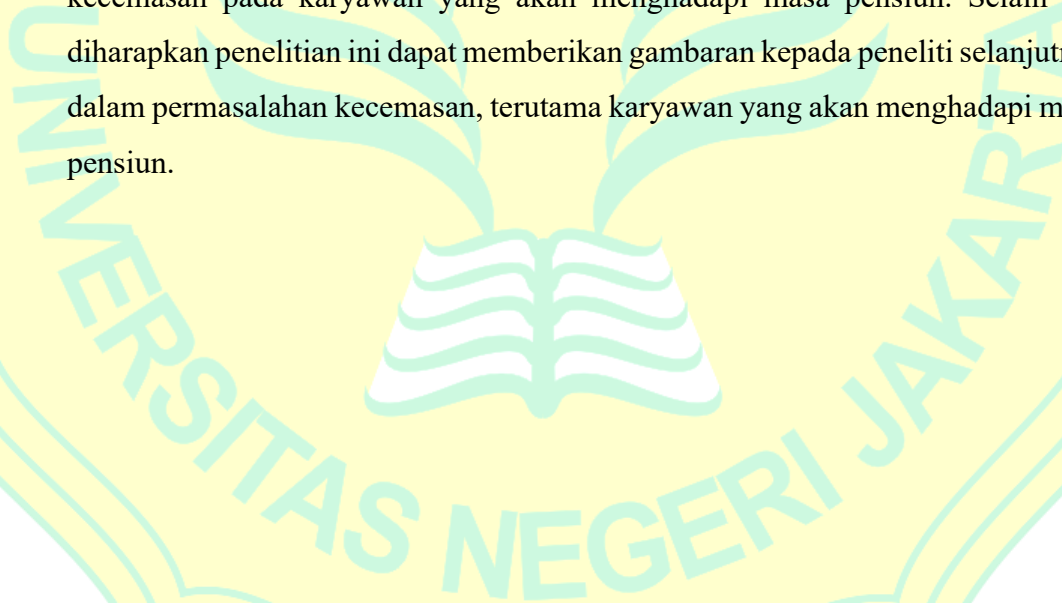 kecemasan pada karyawan yang akan menghadapi masa pensiun. Selain
diharapkan penelitian ini dapat memberikan gambaran kepada peneliti
dalam permasalahan kecemasan, terutama karyawan yang akan menghadapi
pensiun.
UNIVERSITAS NEGERI JAKARTA